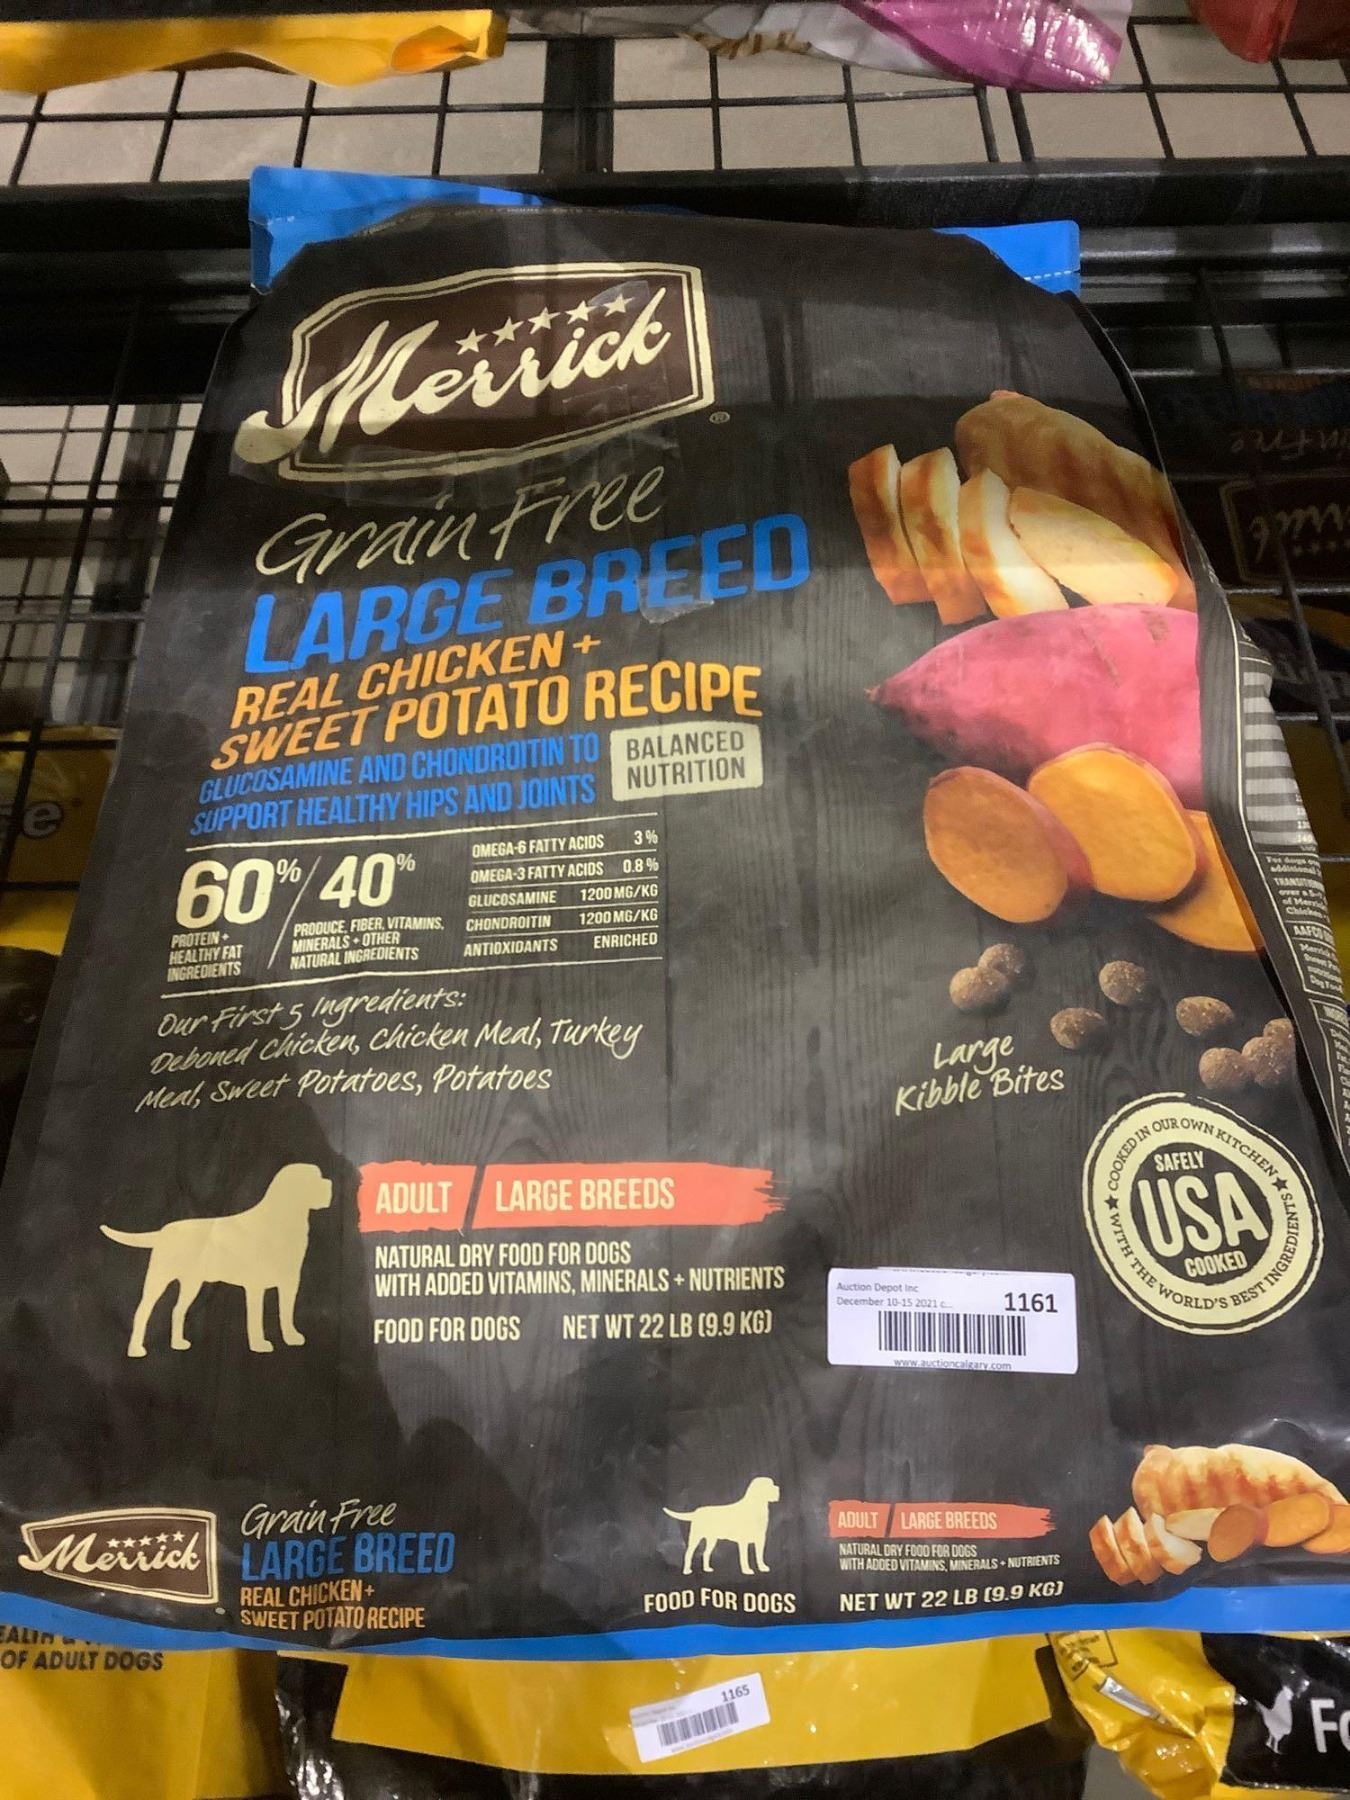 Merrick
®
Grain Free
LARGE BREED
REAL CHICKEN +
SWEET POTATO RECIPE
GLUCOSAMINE AND CHONDROITIN TO
SUPPORT HEALTHY HIPS AND JOINTS
BALANCED
NUTRITION
60% / 40%
PROTEIN +
HEALTHY FAT
INGREDIENTS
PRODUCE, FIBER, VITAMINS,
MINERALS + OTHER
NATURAL INGREDIENTS
OMEGA-6 FATTY ACIDS 3%
OMEGA-3 FATTY ACIDS 0.8%
GLUCOSAMINE 1200 MG/KG
CHONDROITIN 1200 MG/KG
ANTIOXIDANTS ENRICHED
Our First 5 Ingredients:
Deboned Chicken, Chicken Meal, Turkey
Meal, Sweet Potatoes, Potatoes
Large
Kibble Bites
COOKED IN OUR OWN KITCHEN
WITH THE WORLD'S BEST INGREDIENTS
SAFELY
USA
COOKED
ADULT / LARGE BREEDS
NATURAL DRY FOOD FOR DOGS
WITH ADDED VITAMINS, MINERALS + NUTRIENTS
FOOD FOR DOGS NET WT 22 LB (9.9 KG)
Auction Depot Inc
December 10-15 2021 c...
1161
www.auctioncalgary.com
Merrick
Grain Free
LARGE BREED
REAL CHICKEN +
SWEET POTATO RECIPE
FOOD FOR DOGS
ADULT / LARGE BREEDS
NATURAL DRY FOOD FOR DOGS
WITH ADDED VITAMINS, MINERALS + NUTRIENTS
NET WT 22 LB (9.9 KG)
OF ADULT DOGS
1165